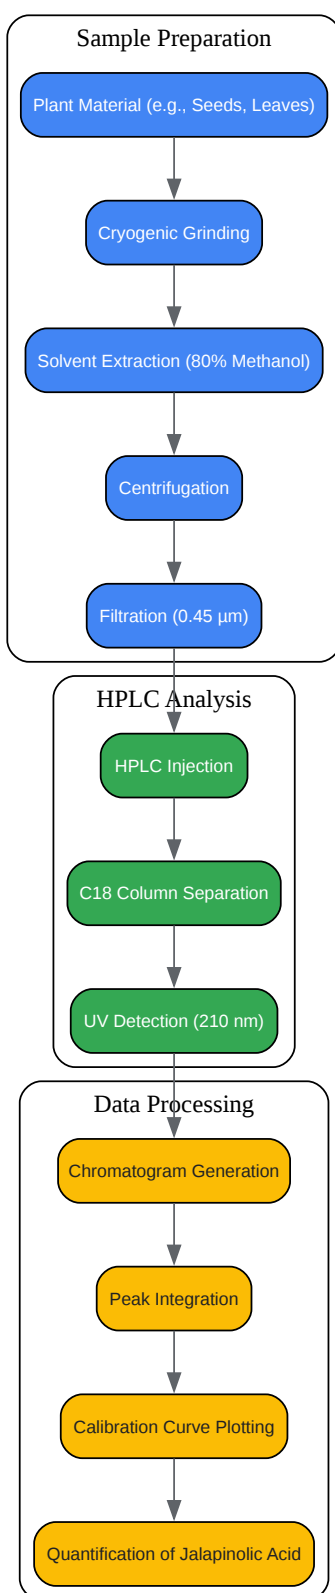 Sample Preparation
Plant Material (e.g., Seeds, Leaves)
Cryogenic Grinding
Solvent Extraction (80% Methanol)
Centrifugation
Filtration (0.45 µm)
HPLC Analysis
HPLC Injection
C18 Column Separation
UV Detection (210 nm)
Data Processing
Chromatogram Generation
Peak Integration
Calibration Curve Plotting
Quantification of Jalapinolic Acid